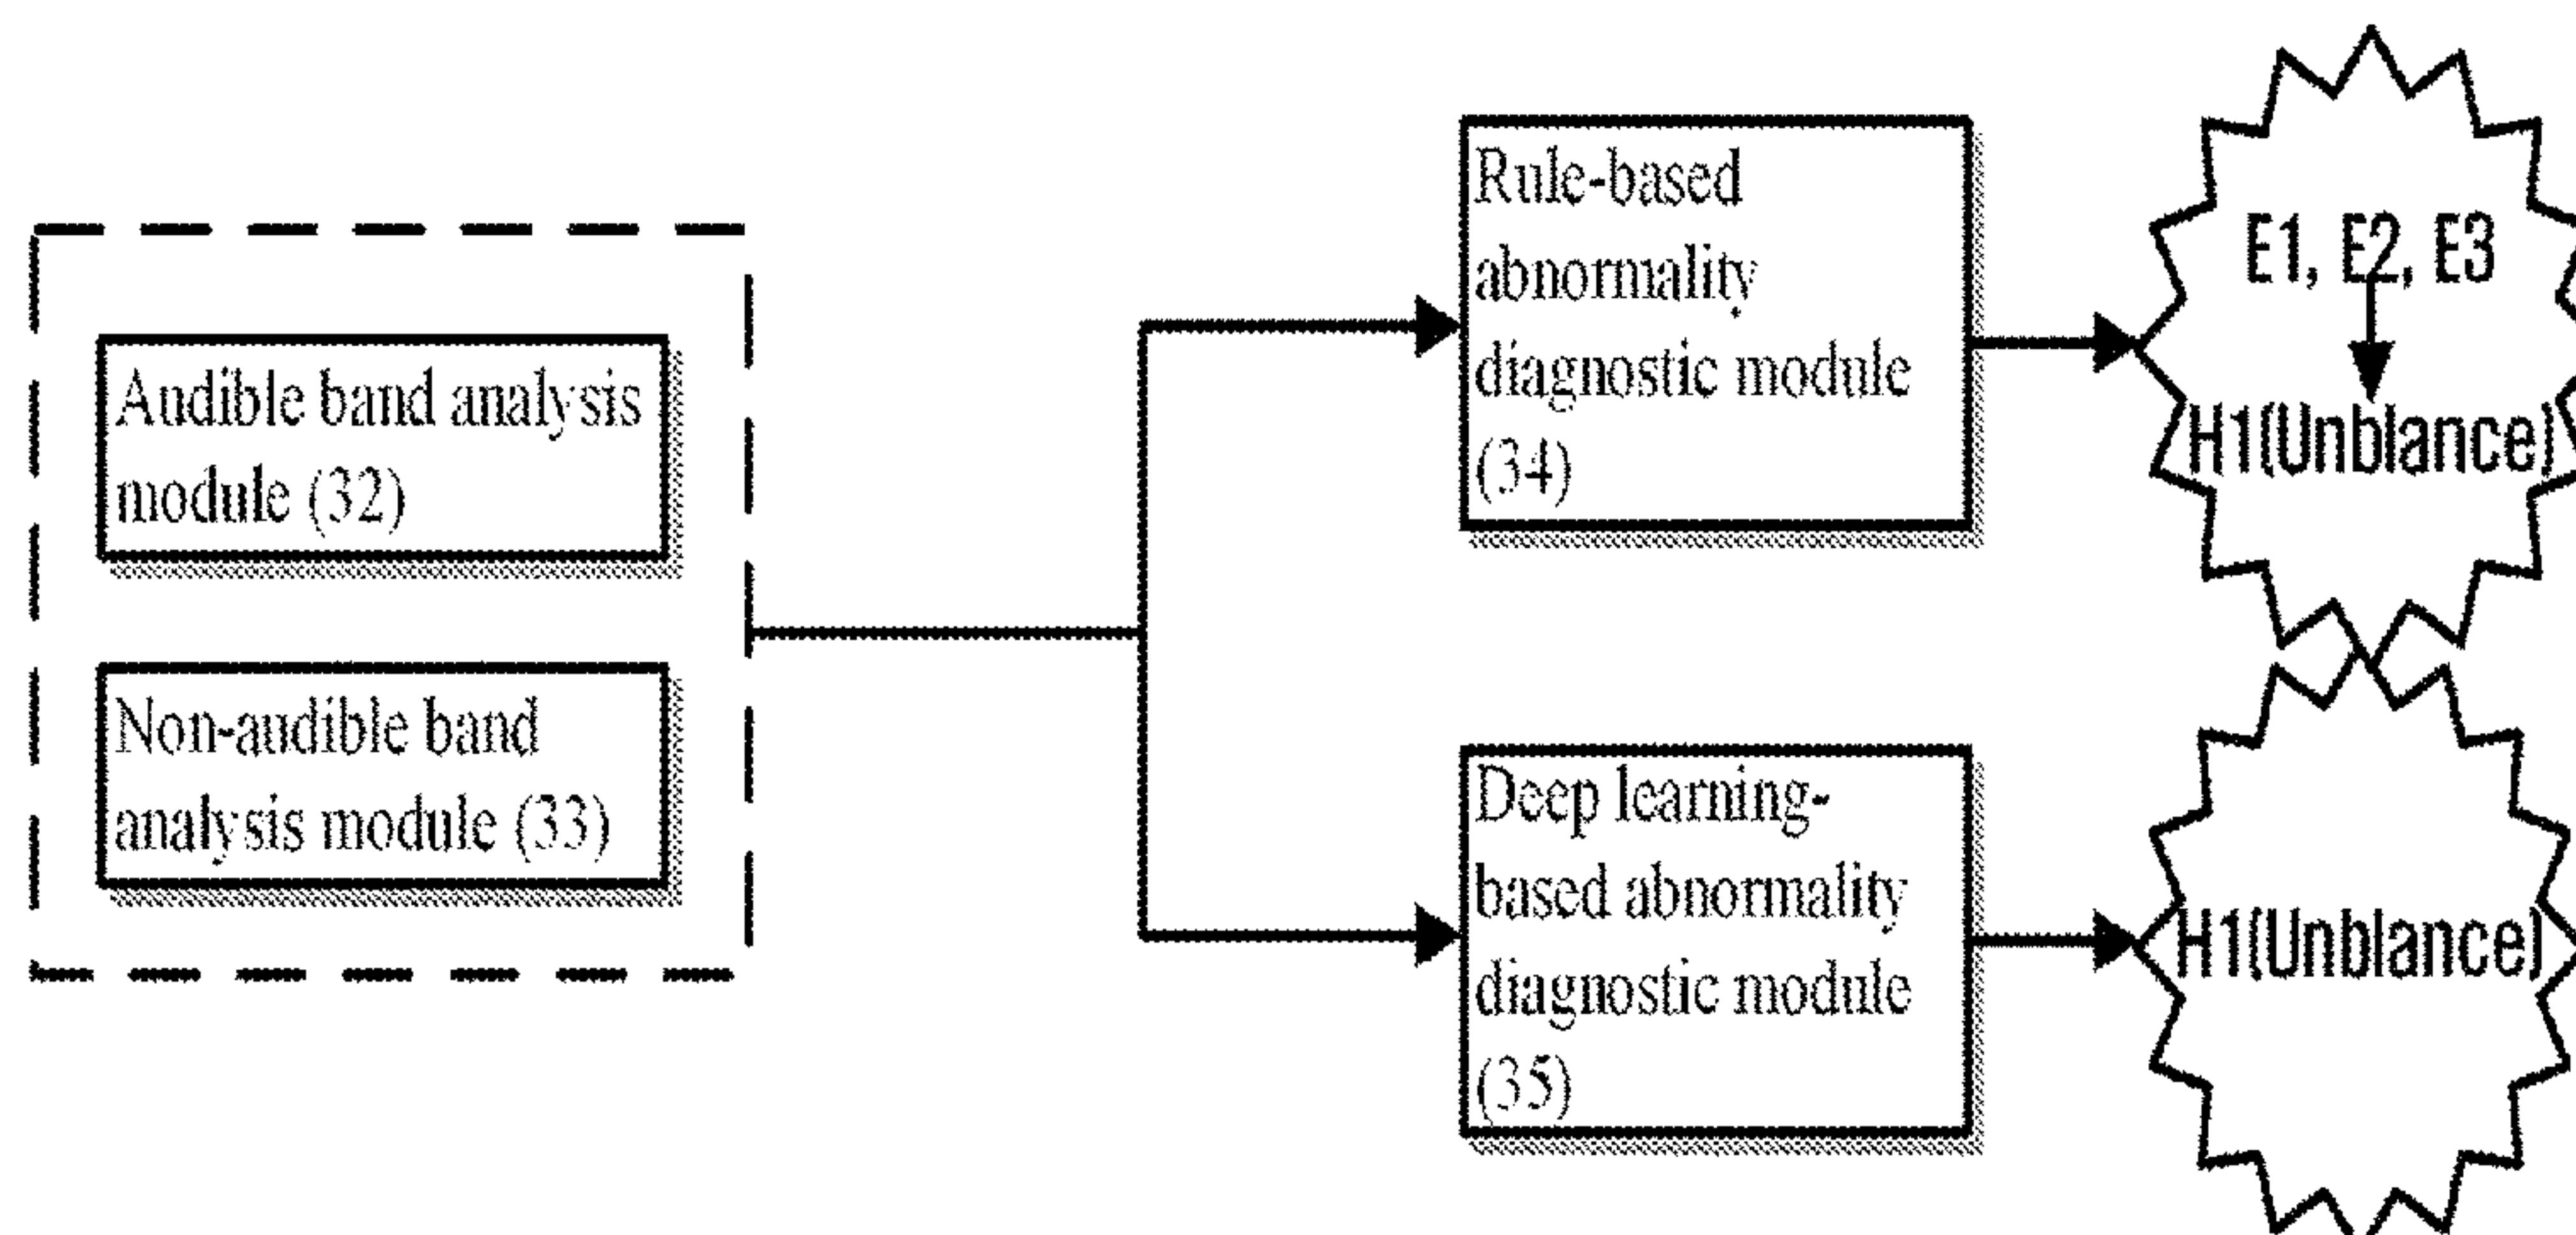 Audible band analysis
module (32)
Non-audible band
analysis module (33)
Rule-based
abnormality
diagnostic module
(34)
Deep learning-
based abnormality
diagnostic module
(35)
E1, E2, E3
H1(Unblance)
H1(Unblance)